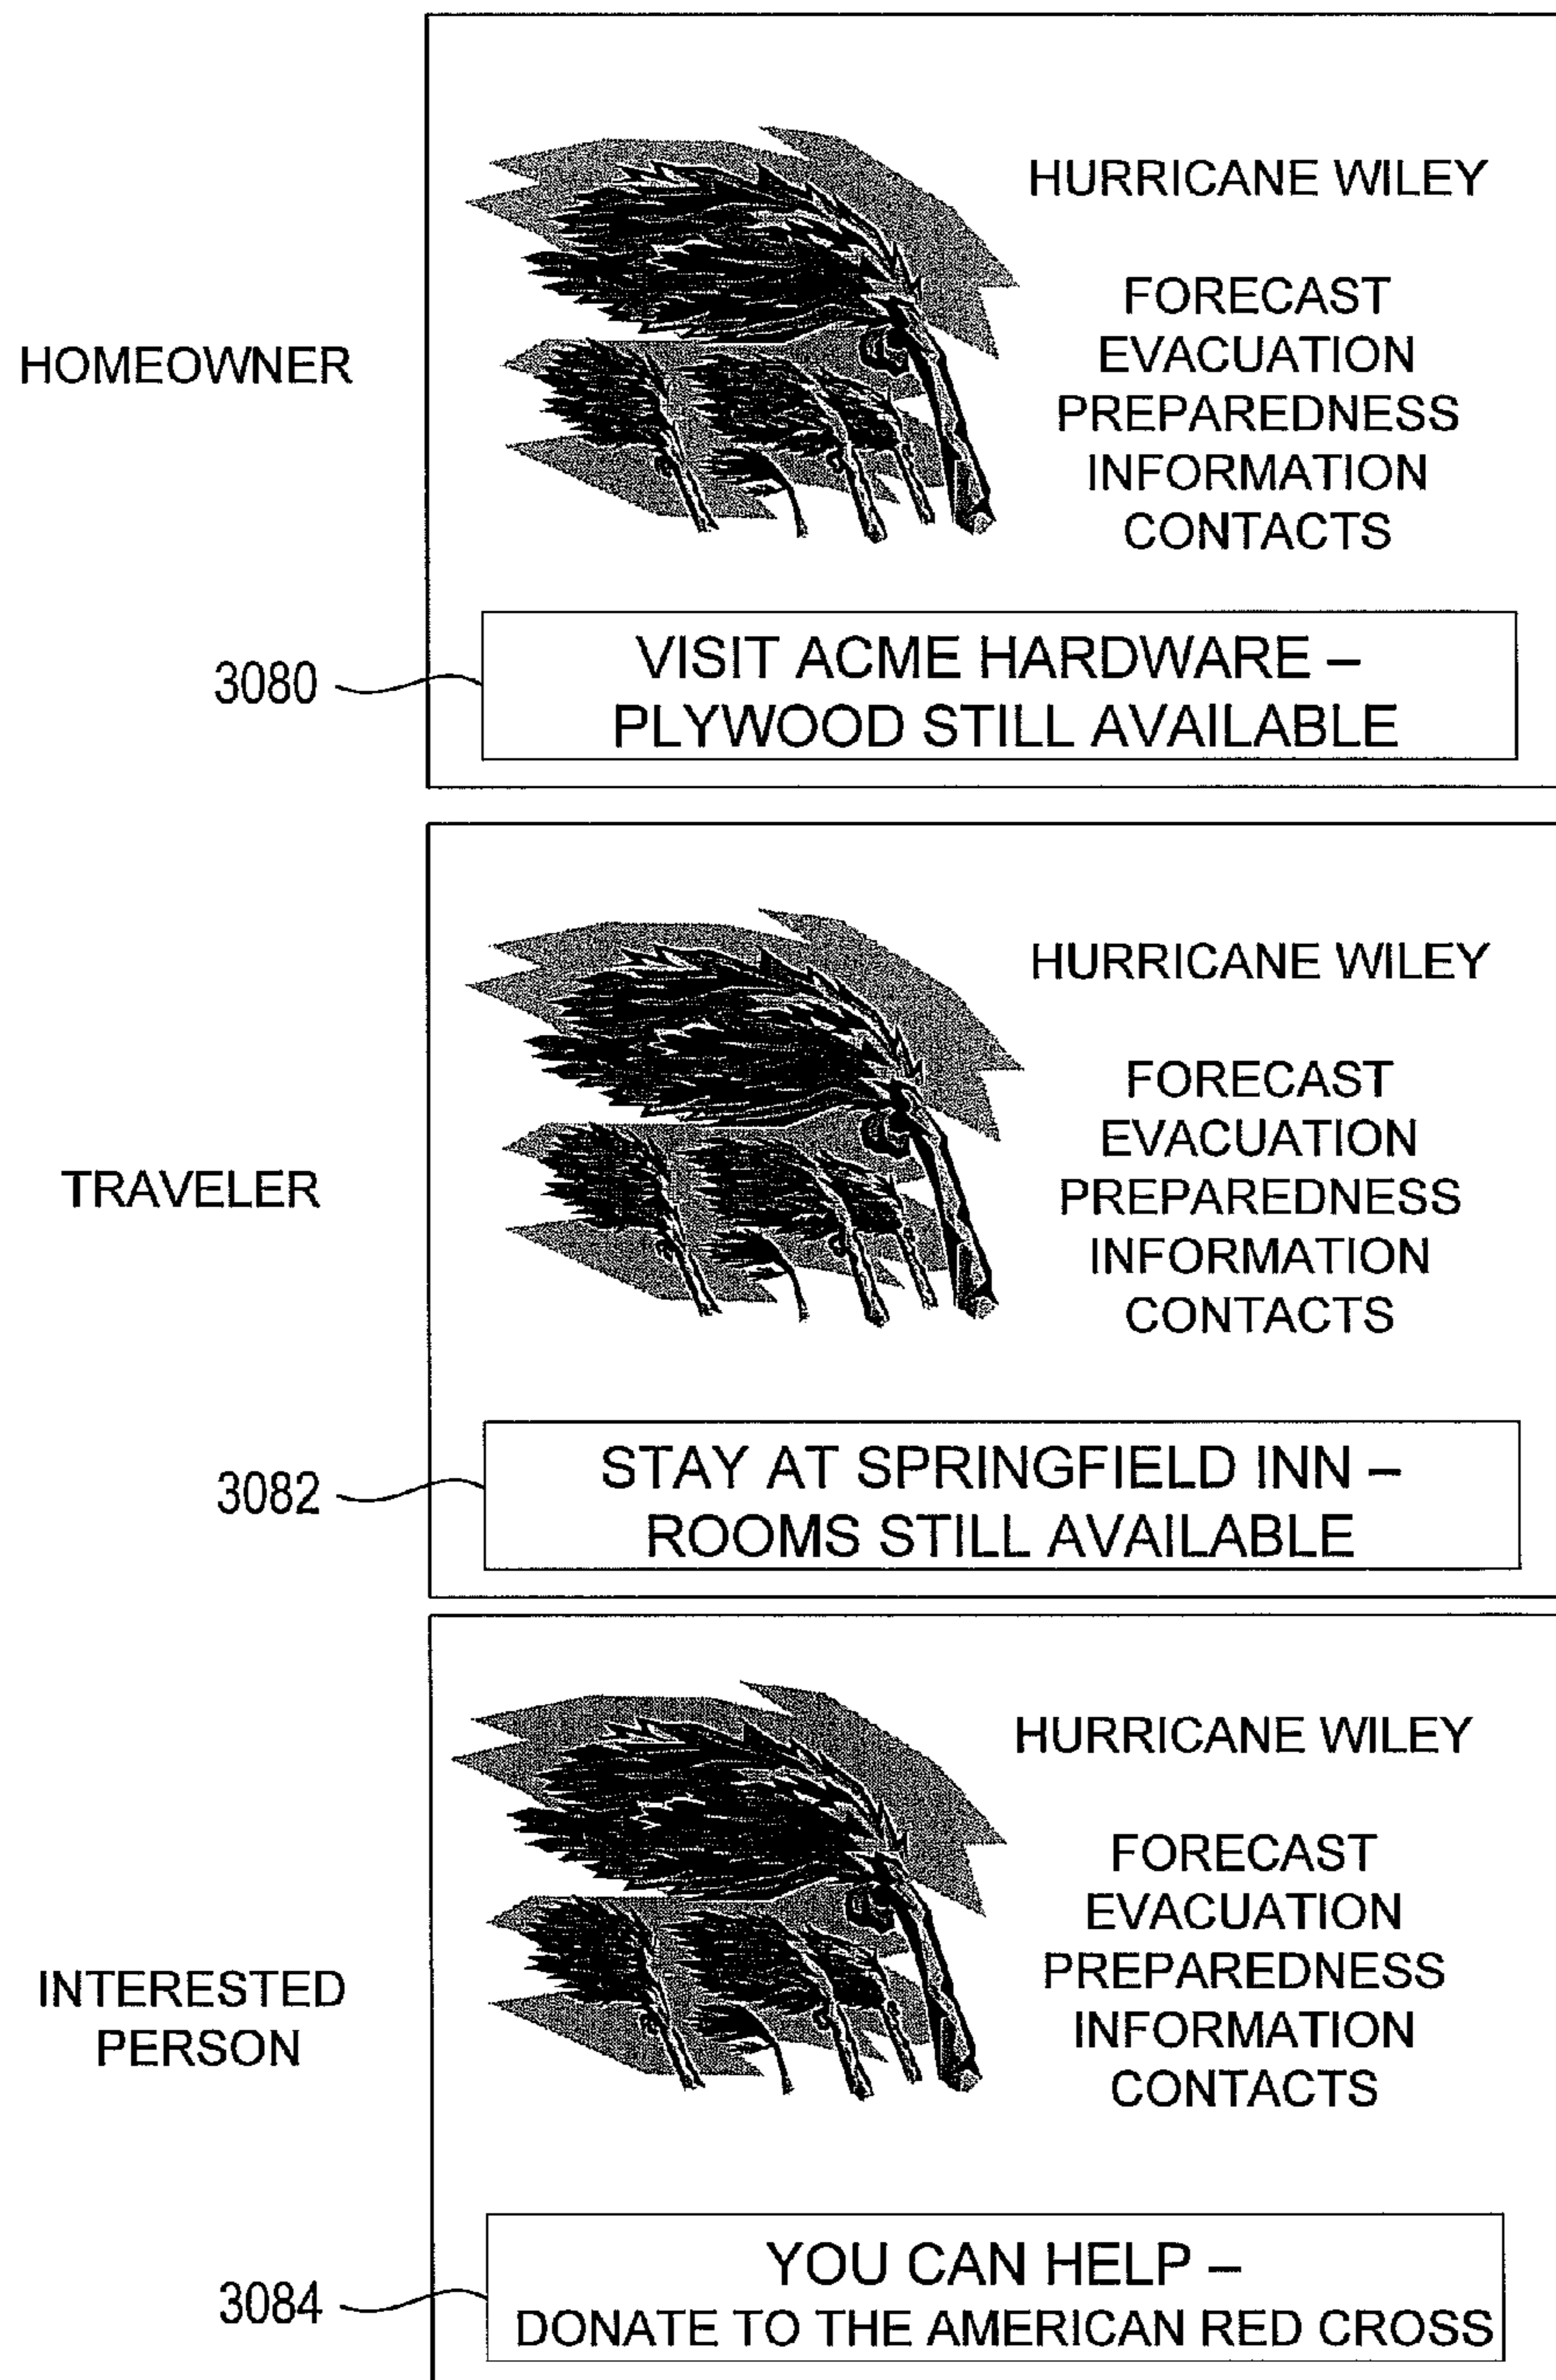 HOMEOWNER
HURRICANE WILEY
FORECAST
EVACUATION
PREPAREDNESS
INFORMATION
CONTACTS
3080
VISIT ACME HARDWARE –
PLYWOOD STILL AVAILABLE
TRAVELER
HURRICANE WILEY
FORECAST
EVACUATION
PREPAREDNESS
INFORMATION
CONTACTS
3082
STAY AT SPRINGFIELD INN –
ROOMS STILL AVAILABLE
INTERESTED
PERSON
HURRICANE WILEY
FORECAST
EVACUATION
PREPAREDNESS
INFORMATION
CONTACTS
3084
YOU CAN HELP –
DONATE TO THE AMERICAN RED CROSS